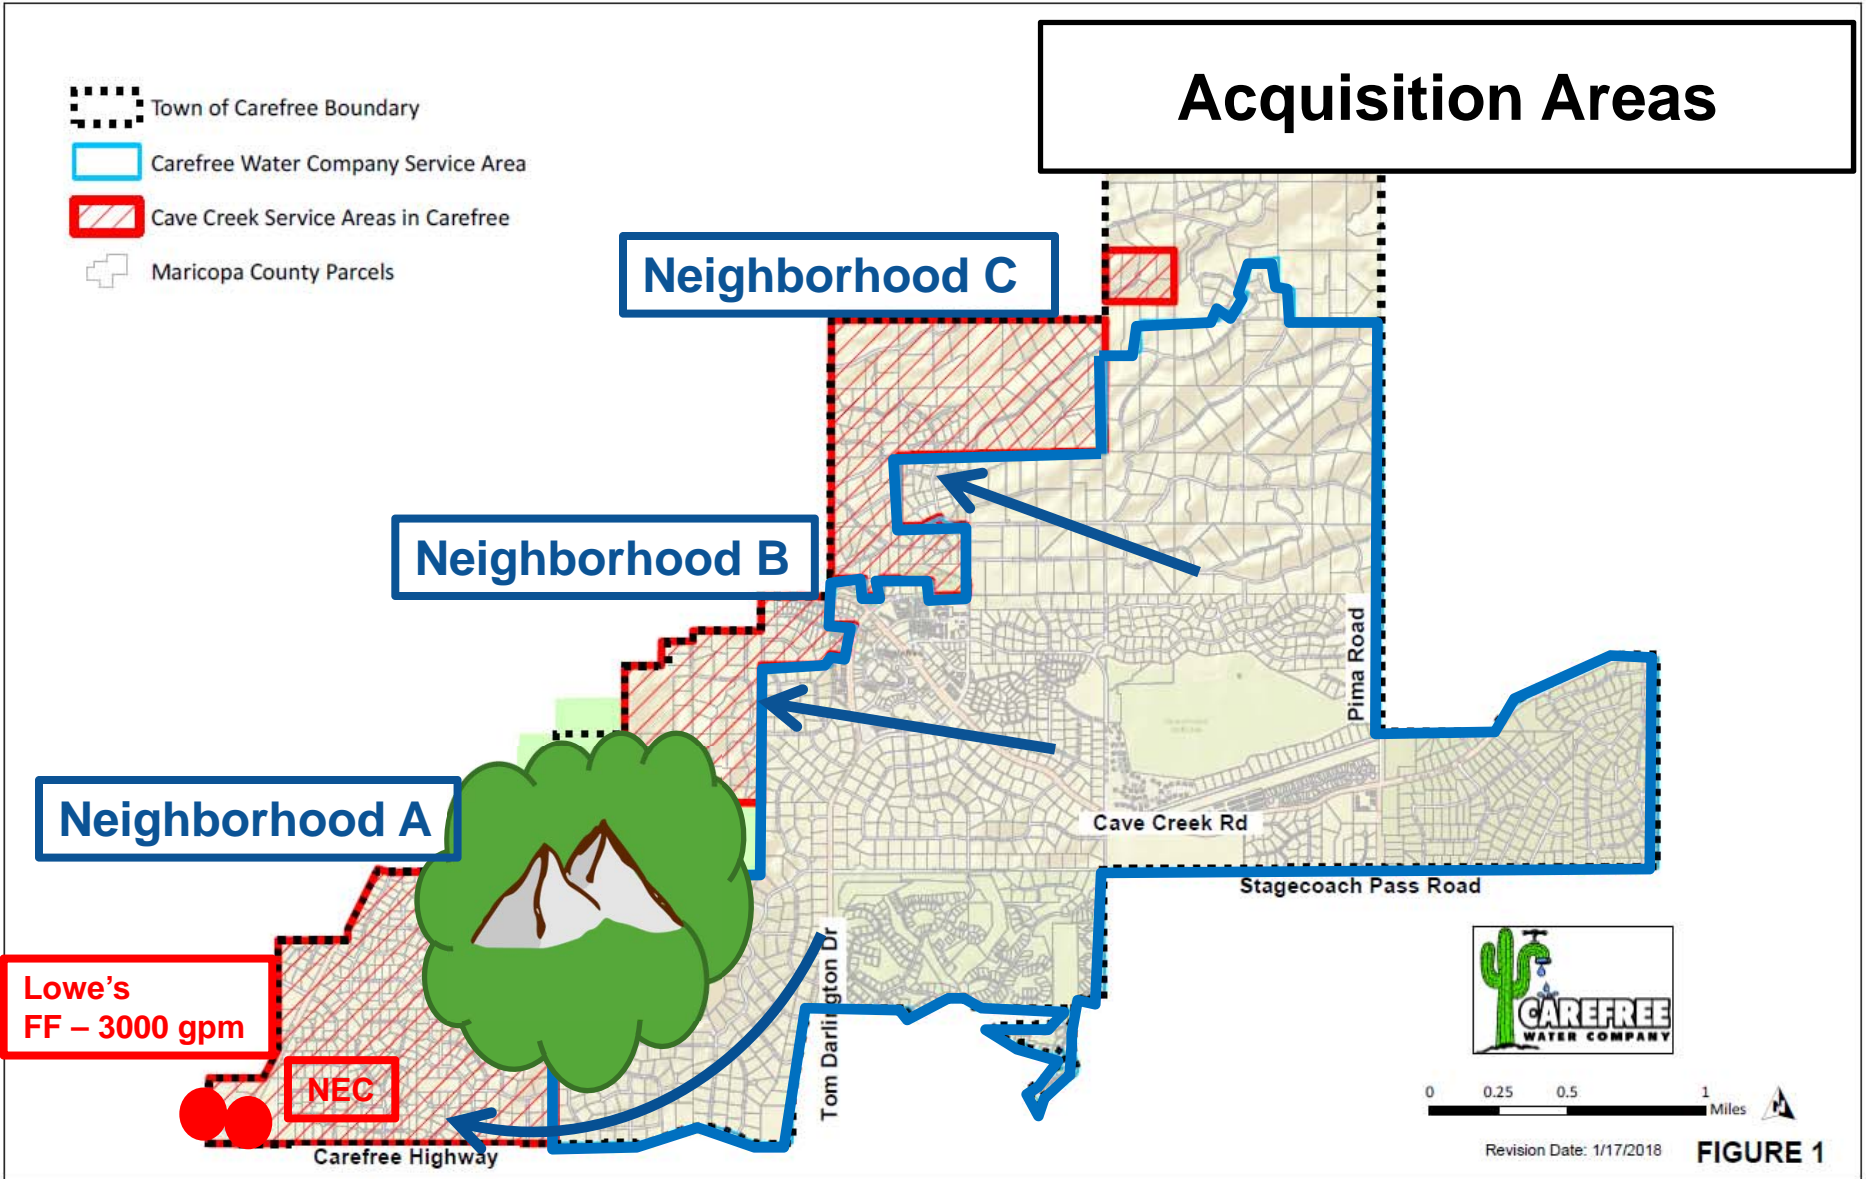 Acquisition Areas
Town of Carefree Boundary
Carefree Water Company Service Area
Cave Creek Service Areas in Carefree
Maricopa County Parcels
Neighborhood C
Neighborhood B
Neighborhood A
Pima Road
Cave Creek Rd
Stagecoach Pass Road
Tom Darlington Dr
Lowe's
FF – 3000 gpm
NEC
Carefree Highway
CAREFREE
WATER COMPANY
0 0.25 0.5 1
Miles
Revision Date: 1/17/2018
FIGURE 1